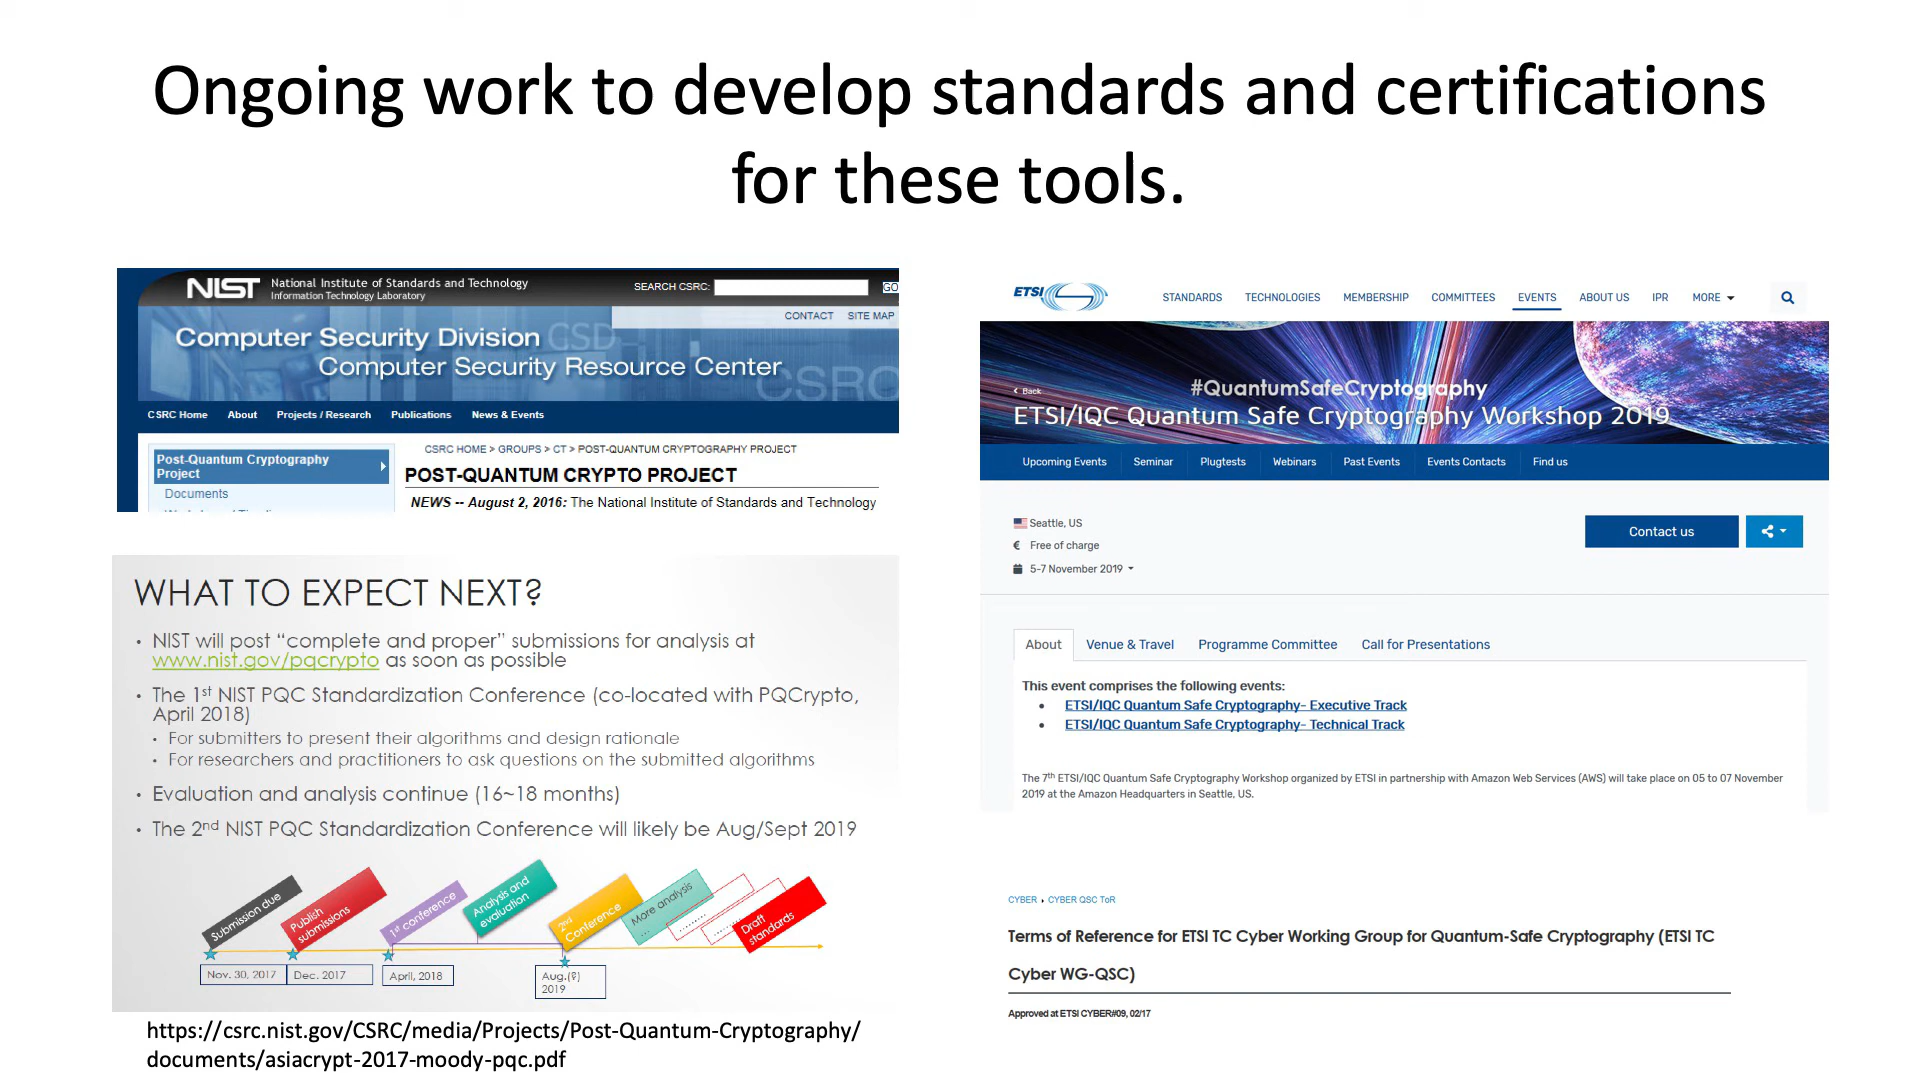 Ongoing work to develop standards and certifications
for these tools.
NIST
National Institute of Standards and Technology
Information Technology Laboratory
SEARCH CSRC:
GO
CONTACT SITE MAP
CSD
Computer Security Division
Computer Security Resource Center
CSRC
CSRC Home About Projects / Research Publications News & Events
Post-Quantum Cryptography
Project
Documents
CSRC HOME > GROUPS > CT > POST-QUANTUM CRYPTOGRAPHY PROJECT
POST-QUANTUM CRYPTO PROJECT
NEWS -- August 2, 2016: The National Institute of Standards and Technology
WHAT TO EXPECT NEXT?
• NIST will post “complete and proper” submissions for analysis at
www.nist.gov/pqcrypto as soon as possible
• The 1st NIST PQC Standardization Conference (co-located with PQCrypto,
April 2018)
• For submitters to present their algorithms and design rationale
• For researchers and practitioners to ask questions on the submitted algorithms
• Evaluation and analysis continue (16~18 months)
• The 2nd NIST PQC Standardization Conference will likely be Aug/Sept 2019
Submission due
Publish
submissions
1st conference
Analysis and
evaluation
2nd
Conference
More analysis
...
........
........
Draft
standards
Nov. 30, 2017
Dec. 2017
April, 2018
Aug.(?)
2019
https://csrc.nist.gov/CSRC/media/Projects/Post-Quantum-Cryptography/
documents/asiacrypt-2017-moody-pqc.pdf
ETSI
STANDARDS TECHNOLOGIES MEMBERSHIP COMMITTEES EVENTS ABOUT US IPR MORE
< Back
#QuantumSafeCryptography
ETSI/IQC Quantum Safe Cryptography Workshop 2019
Upcoming Events Seminar Plugtests Webinars Past Events Events Contacts Find us
Seattle, US
€ Free of charge
5-7 November 2019
Contact us
About Venue & Travel Programme Committee Call for Presentations
This event comprises the following events:
• ETSI/IQC Quantum Safe Cryptography- Executive Track
• ETSI/IQC Quantum Safe Cryptography- Technical Track
The 7th ETSI/IQC Quantum Safe Cryptography Workshop organized by ETSI in partnership with Amazon Web Services (AWS) will take place on 05 to 07 November
2019 at the Amazon Headquarters in Seattle, US.
CYBER › CYBER QSC ToR
Terms of Reference for ETSI TC Cyber Working Group for Quantum-Safe Cryptography (ETSI TC
Cyber WG-QSC)
Approved at ETSI CYBER#09, 02/17